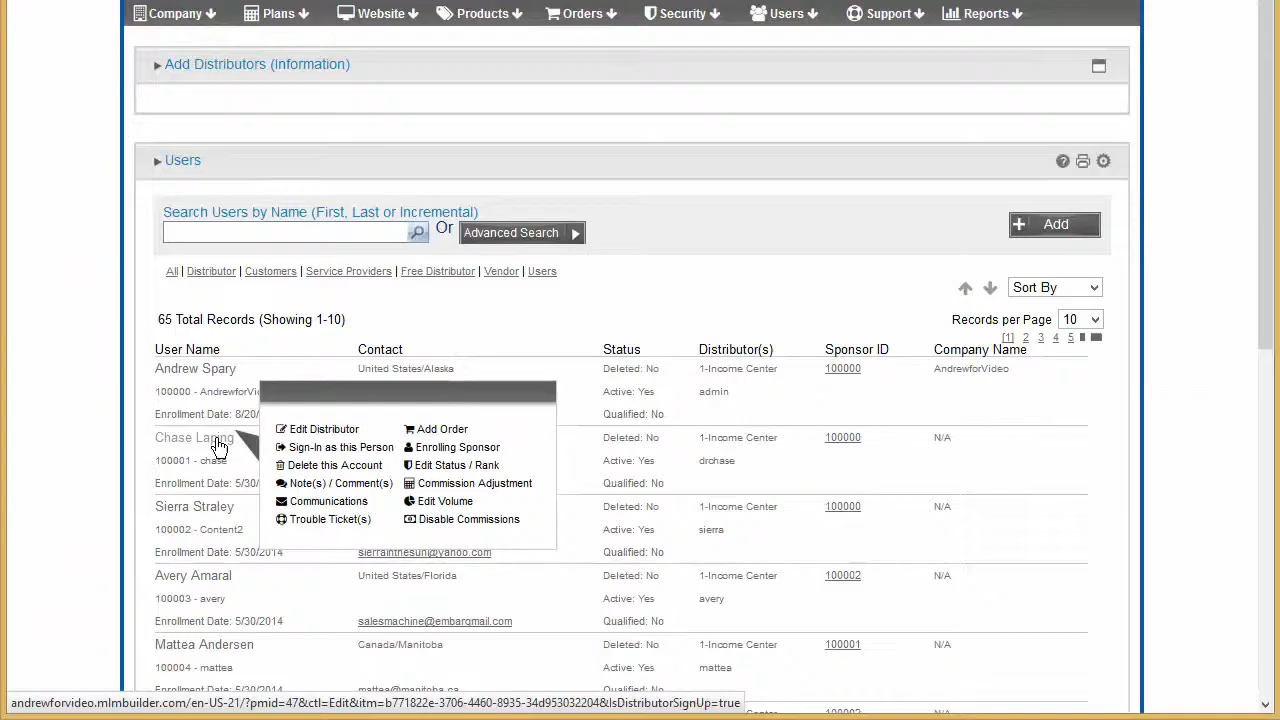 Company Plans Website Products Orders Security Users Support Reports
Add Distributors (Information)
Users
Search Users by Name (First, Last or Incremental)
Or Advanced Search
Add
All | Distributor | Customers | Service Providers | Free Distributor | Vendor | Users
Sort By
65 Total Records (Showing 1-10)
Records per Page 10
[1] 2 3 4 5
User Name Contact Status Distributor(s) Sponsor ID Company Name
Andrew Spary United States/Alaska Deleted: No 1-Income Center 100000 AndrewforVideo
100000 - Active: Yes admin
Enrollment Date: Qualified: No
Chase Deleted: No 1-Income Center 100000 N/A
100001 - chase Active: Yes drchase
Enrollment Date: Qualified: No
Edit Distributor Add Order
Sign-In as this Person Enrolling Sponsor
Delete this Account Edit Status / Rank
Note(s) / Comment(s) Commission Adjustment
Communications Edit Volume
Trouble Ticket(s) Disable Commissions
Sierra Straley Deleted: No 1-Income Center 100000 N/A
100002 - Content2 Active: Yes sierra
Enrollment Date: 5/30/2014 sierrainthesun@yahoo.com Qualified: No
Avery Amaral United States/Florida Deleted: No 1-Income Center 100002 N/A
100003 - avery Active: Yes avery
Enrollment Date: 5/30/2014 salesmachine@embarqmail.com Qualified: No
Mattea Andersen Canada/Manitoba Deleted: No 1-Income Center 100001 N/A
100004 - mattea Active: Yes mattea
Enrollment Date: 5/30/2014 mattea@manitoba.ca Qualified: No
andrewforvideo.mlmbuilder.com/en-US-21/?pmid=47&ctl=Edit&itm=b771822e-3706-4460-8935-34d953032204&IsDistributorSignUp=true